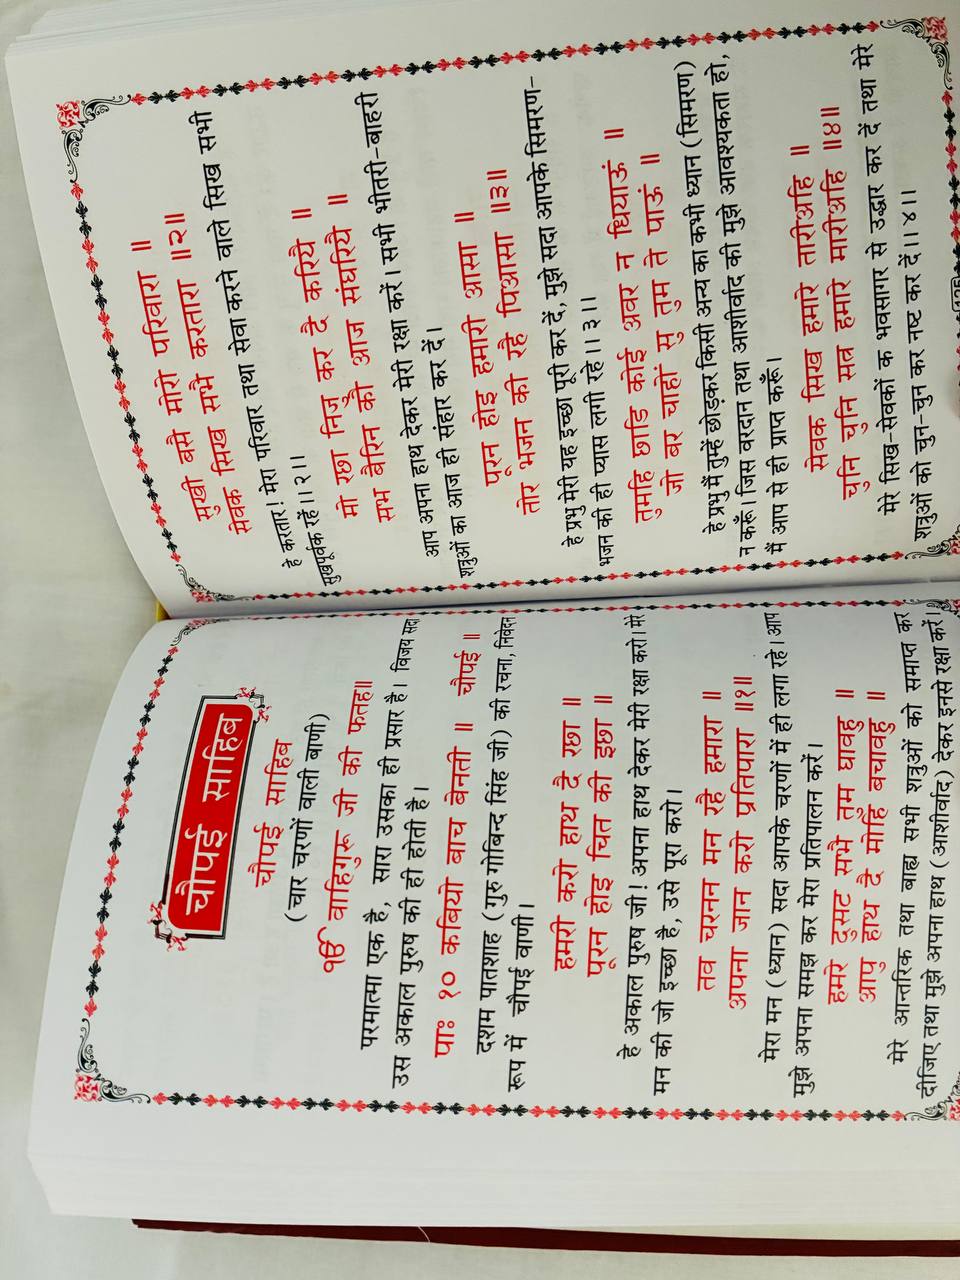 चौपई साहिब
चौपई साहिब
(चार चरणों वाली बाणी)
ੴ वाहिगुरू जी की फतह॥
परमात्मा एक है, सारा उसका ही प्रसार है। विजय सदा
उस अकाल पुरुष की ही होती है।
पाः १० कबियो बाच बेनती ॥ चौपई ॥
दशम पातशाह (गुरु गोबिन्द सिंह जी) की रचना, निवेदन
रूप में चौपई वाणी।
हमरी करो हाथ दै रछा ॥
पूरन होइ चित की इछा ॥
हे अकाल पुरुष जी! अपना हाथ देकर मेरी रक्षा करो। मेरे
मन की जो इच्छा है, उसे पूरा करो।
तव चरनन मन रहै हमारा ॥
अपना जान करो प्रतिपारा ॥१॥
मेरा मन (ध्यान) सदा आपके चरणों में ही लगा रहे। आप
मुझे अपना समझ कर मेरा प्रतिपालन करें।
हमरे दुसट सभै तुम घावहु ॥
आपु हाथ दै मोहि बचावहु ॥
मेरे आन्तरिक तथा बाह्य सभी शत्रुओं को समाप्त कर
दीजिए तथा मुझे अपना हाथ (आशीर्वाद) देकर इनसे रक्षा करें।
सुखी बसै मोरो परिवारा ॥
सेवक सिख सभै करतारा ॥२॥
हे करतार! मेरा परिवार तथा सेवा करने वाले सिख सभी
सुखपूर्वक रहें।।२।।
मो रछा निजु कर दै करियै ॥
सभ बैरिन कौ आज संघरियै ॥
आप अपना हाथ देकर मेरी रक्षा करें। सभी भीतरी-बाहरी
शत्रुओं का आज ही संहार कर दें।
पूरन होइ हमारी आसा ॥
तोर भजन की रहै पिआसा ॥३॥
हे प्रभु मेरी यह इच्छा पूरी कर दें, मुझे सदा आपके सिमरण-
भजन की ही प्यास लगी रहे।।३।।
तुमहि छाडि कोई अवर न धियाऊं ॥
जो बर चाहों सु तुम ते पाऊं ॥
हे प्रभु मैं तुम्हें छोड़कर किसी अन्य का कभी ध्यान (सिमरण)
न करूँ। जिस वरदान तथा आशीर्वाद की मुझे आवश्यकता हो,
मैं आप से ही प्राप्त करूँ।
सेवक सिख हमारे तारीअहि ॥
चुनि चुनि सत्र हमारे मारीअहि ॥४॥
मेरे सिख-सेवकों क भवसागर से उद्धार कर दें तथा मेरे
शत्रुओं को चुन-चुन कर नष्ट कर दें।।४।।